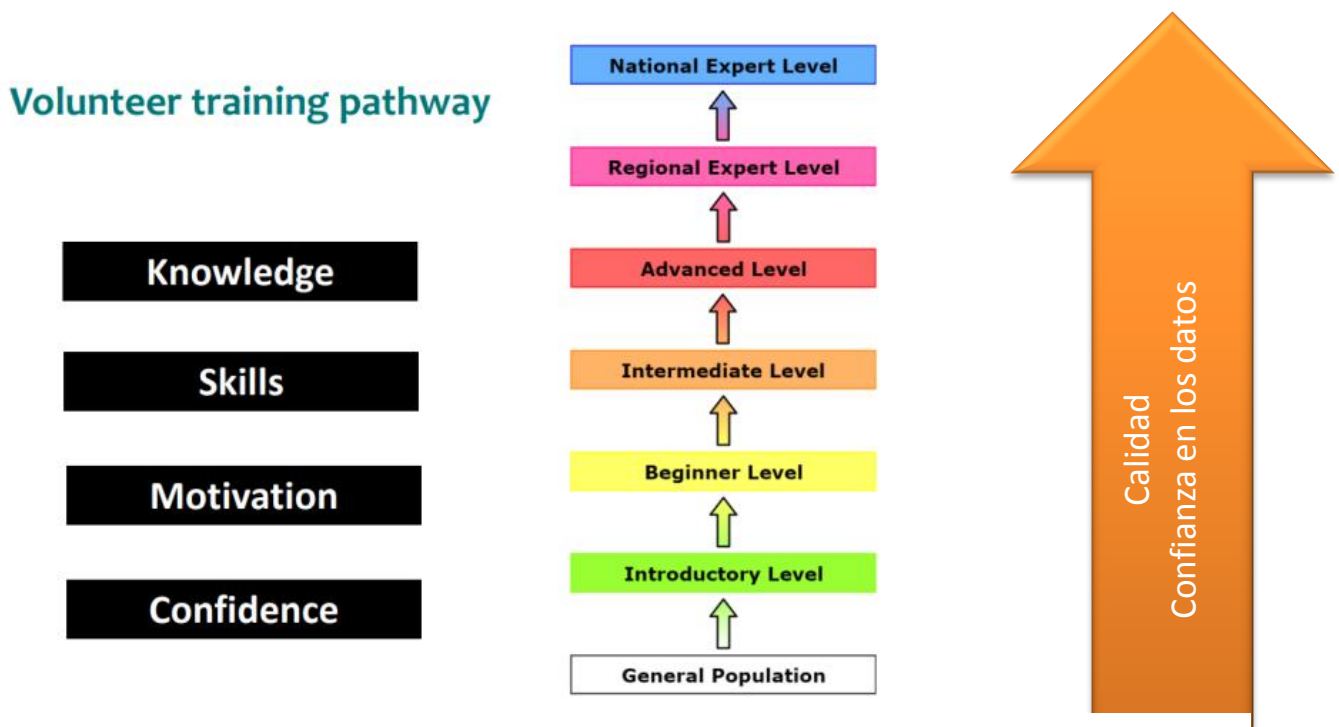 Volunteer training pathway
Knowledge
Skills
Motivation
Confidence
National Expert Level
Regional Expert Level
Advanced Level
Intermediate Level
Beginner Level
Introductory Level
General Population
Calidad
Confianza en los datos